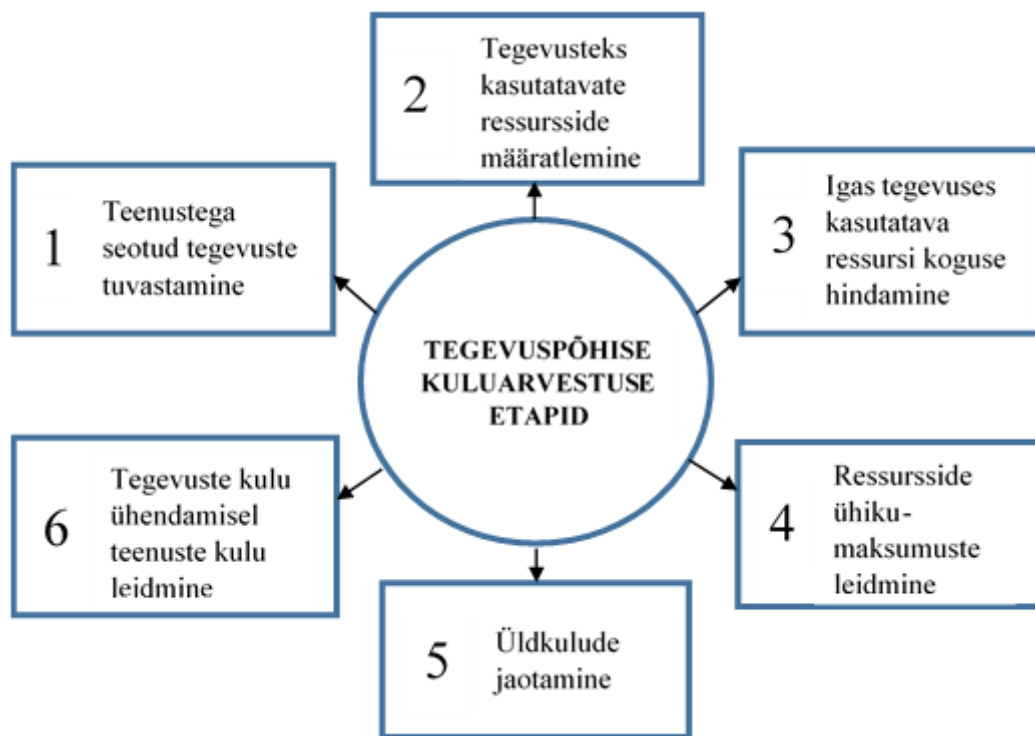 1
Teenustega
seotud tegevuste
tuvastamine
2
Tegevusteks
kasutatavate
ressursside
määratlemine
3
Igas tegevuses
kasutatava
ressursi koguse
hindamine
TEGEVUSPÕHISE
KULUARVESTUSE
ETAPID
4
Ressursside
ühiku-
maksumuste
leidmine
5
Üldkulude
jaotamine
6
Tegevuste kulu
ühendamisel
teenuste kulu
leidmine